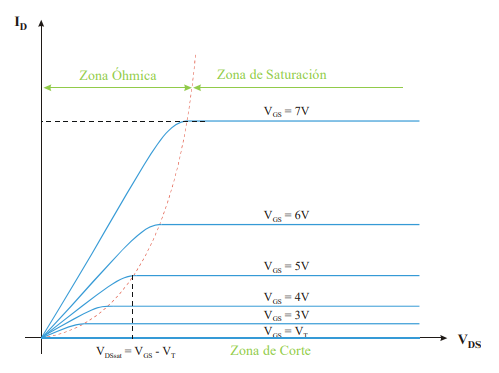 I_D
Zona Óhmica
Zona de Saturación
V_GS = 7V
V_GS = 6V
V_GS = 5V
V_GS = 4V
V_GS = 3V
V_GS = V_T
V_DS
V_DSsat = V_GS - V_T
Zona de Corte